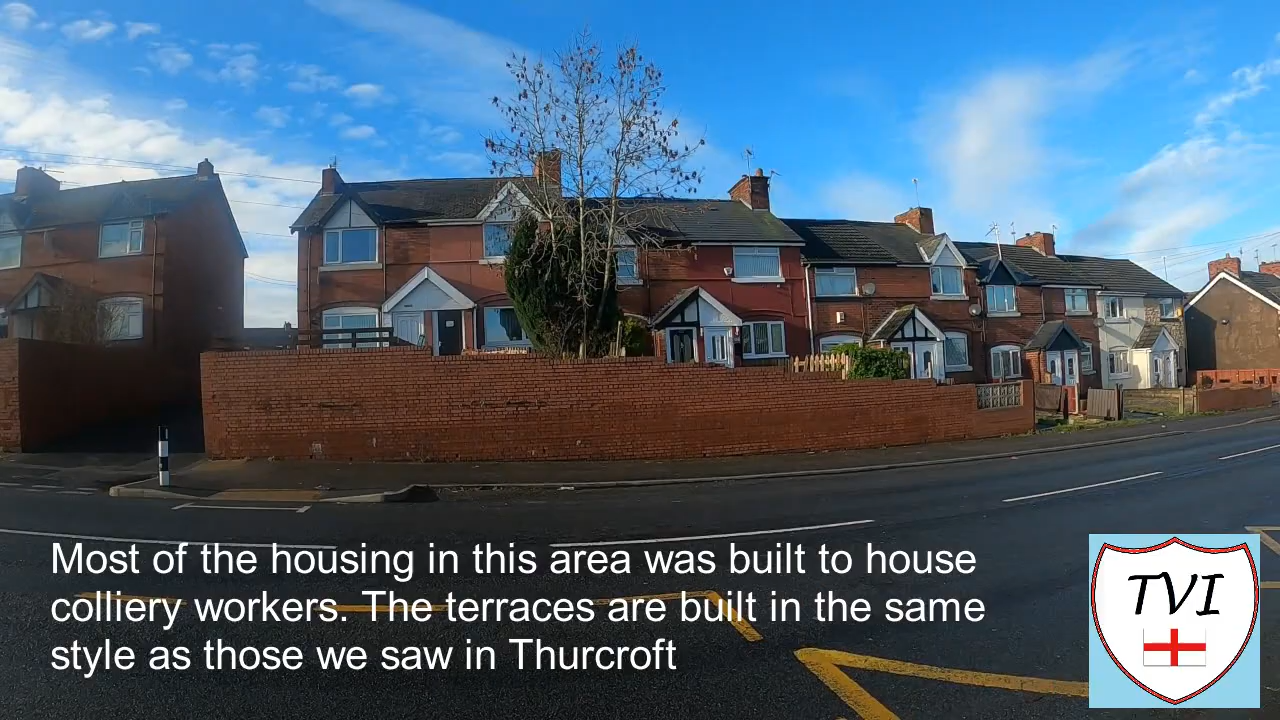 Most of the housing in this area was built to house
colliery workers. The terraces are built in the same
style as those we saw in Thurcroft
TVI